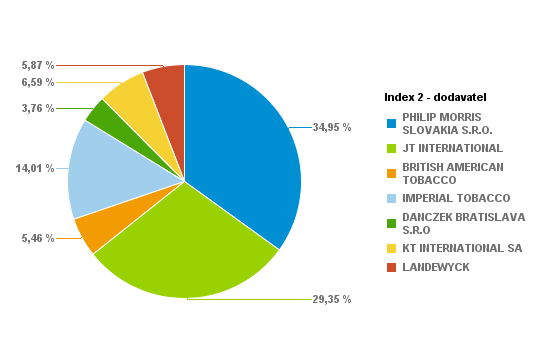 5,87 %
6,59 %
3,76 %
14,01 %
5,46 %
34,95 %
29,35 %
Index 2 - dodavatel
PHILIP MORRIS
SLOVAKIA S.R.O.
JT INTERNATIONAL
BRITISH AMERICAN
TOBACCO
IMPERIAL TOBACCO
DANCZEK BRATISLAVA
S.R.O
KT INTERNATIONAL SA
LANDEWYCK